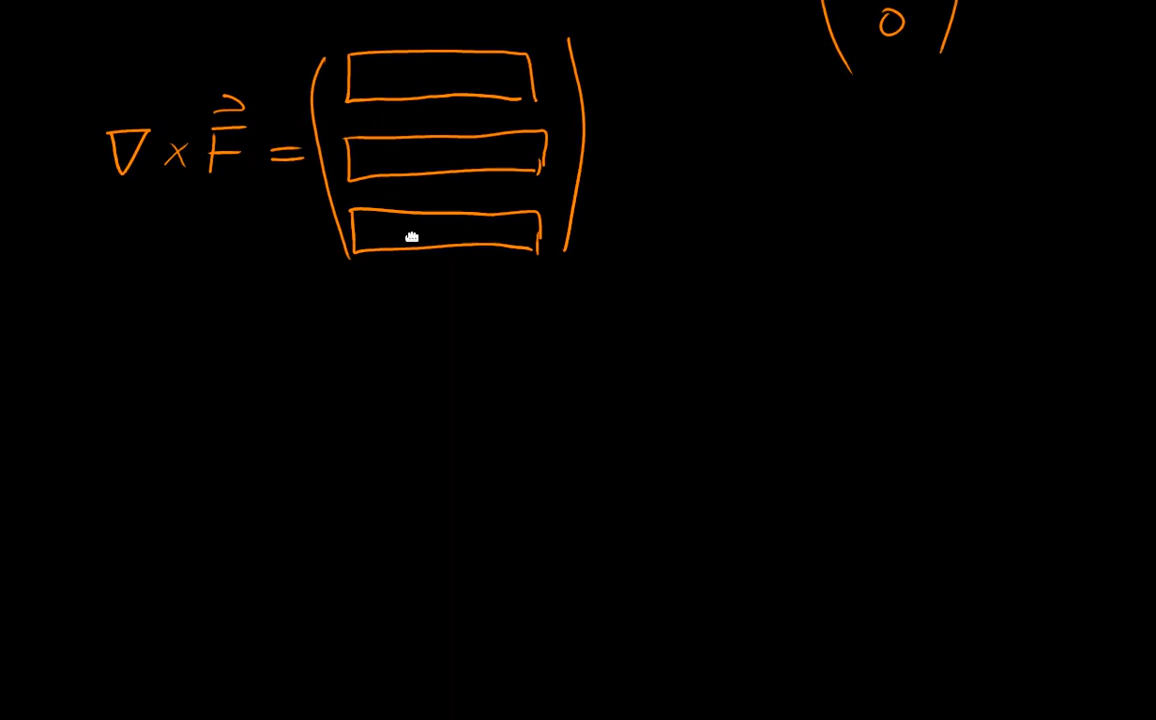 ( 0 )
∇ × F⃗ = ( )